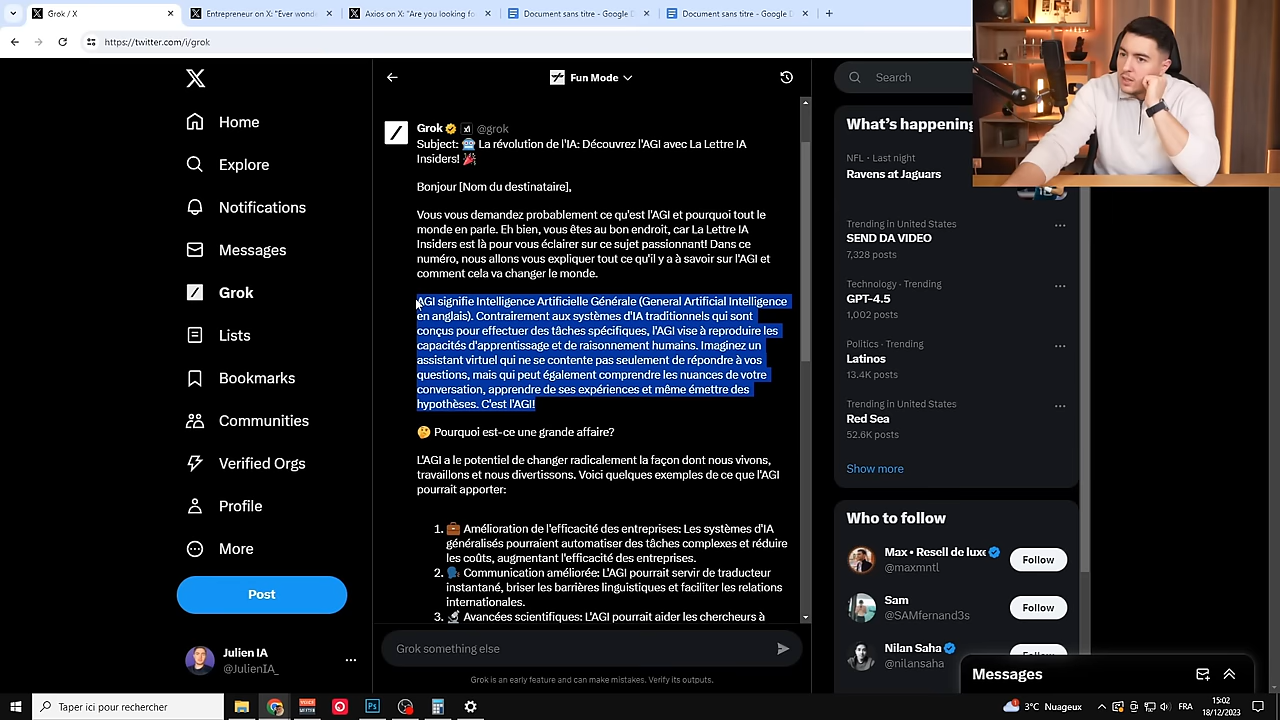 Grok / X
Entrepreneur on X: "Ever wond
Document sans titre - Google
Document sans titre - Goog
https://twitter.com/i/grok
Home
Explore
Notifications
Messages
Grok
Lists
Bookmarks
Communities
Verified Orgs
Profile
More
Post
Julien IA
@JulienIA_
Fun Mode
Grok @grok
Subject: 🤖 La révolution de l'IA: Découvrez l'AGI avec La Lettre IA
Insiders! 🎉
Bonjour [Nom du destinataire],
Vous vous demandez probablement ce qu'est l'AGI et pourquoi tout le
monde en parle. Eh bien, vous êtes au bon endroit, car La Lettre IA
Insiders est là pour vous éclairer sur ce sujet passionnant! Dans ce
numéro, nous allons vous expliquer tout ce qu'il y a à savoir sur l'AGI et
comment cela va changer le monde.
AGI signifie Intelligence Artificielle Générale (General Artificial Intelligence
en anglais). Contrairement aux systèmes d'IA traditionnels qui sont
conçus pour effectuer des tâches spécifiques, l'AGI vise à reproduire les
capacités d'apprentissage et de raisonnement humains. Imaginez un
assistant virtuel qui ne se contente pas seulement de répondre à vos
questions, mais qui peut également comprendre les nuances de votre
conversation, apprendre de ses expériences et même émettre des
hypothèses. C'est l'AGI!
🤔 Pourquoi est-ce une grande affaire?
L'AGI a le potentiel de changer radicalement la façon dont nous vivons,
travaillons et nous divertissons. Voici quelques exemples de ce que l'AGI
pourrait apporter:
1. 💼 Amélioration de l'efficacité des entreprises: Les systèmes d'IA
généralisés pourraient automatiser des tâches complexes et réduire
les coûts, augmentant l'efficacité des entreprises.
2. 🗣️ Communication améliorée: L'AGI pourrait servir de traducteur
instantané, briser les barrières linguistiques et faciliter les relations
internationales.
3. 🔬 Avancées scientifiques: L'AGI pourrait aider les chercheurs à
Grok something else
Grok is an early feature and can make mistakes. Verify its outputs.
Search
What's happening
NFL · Last night
Ravens at Jaguars
Trending in United States
SEND DA VIDEO
7,328 posts
Technology · Trending
GPT-4.5
1,002 posts
Politics · Trending
Latinos
13.4K posts
Trending in United States
Red Sea
52.6K posts
Show more
Who to follow
Max • Resell de luxe
@maxmntl
Follow
Sam
@SAMfernand3s
Follow
Nilan Saha
@nilansaha
Messages
Taper ici pour rechercher
3°C Nuageux
FRA
15:02
18/12/2023